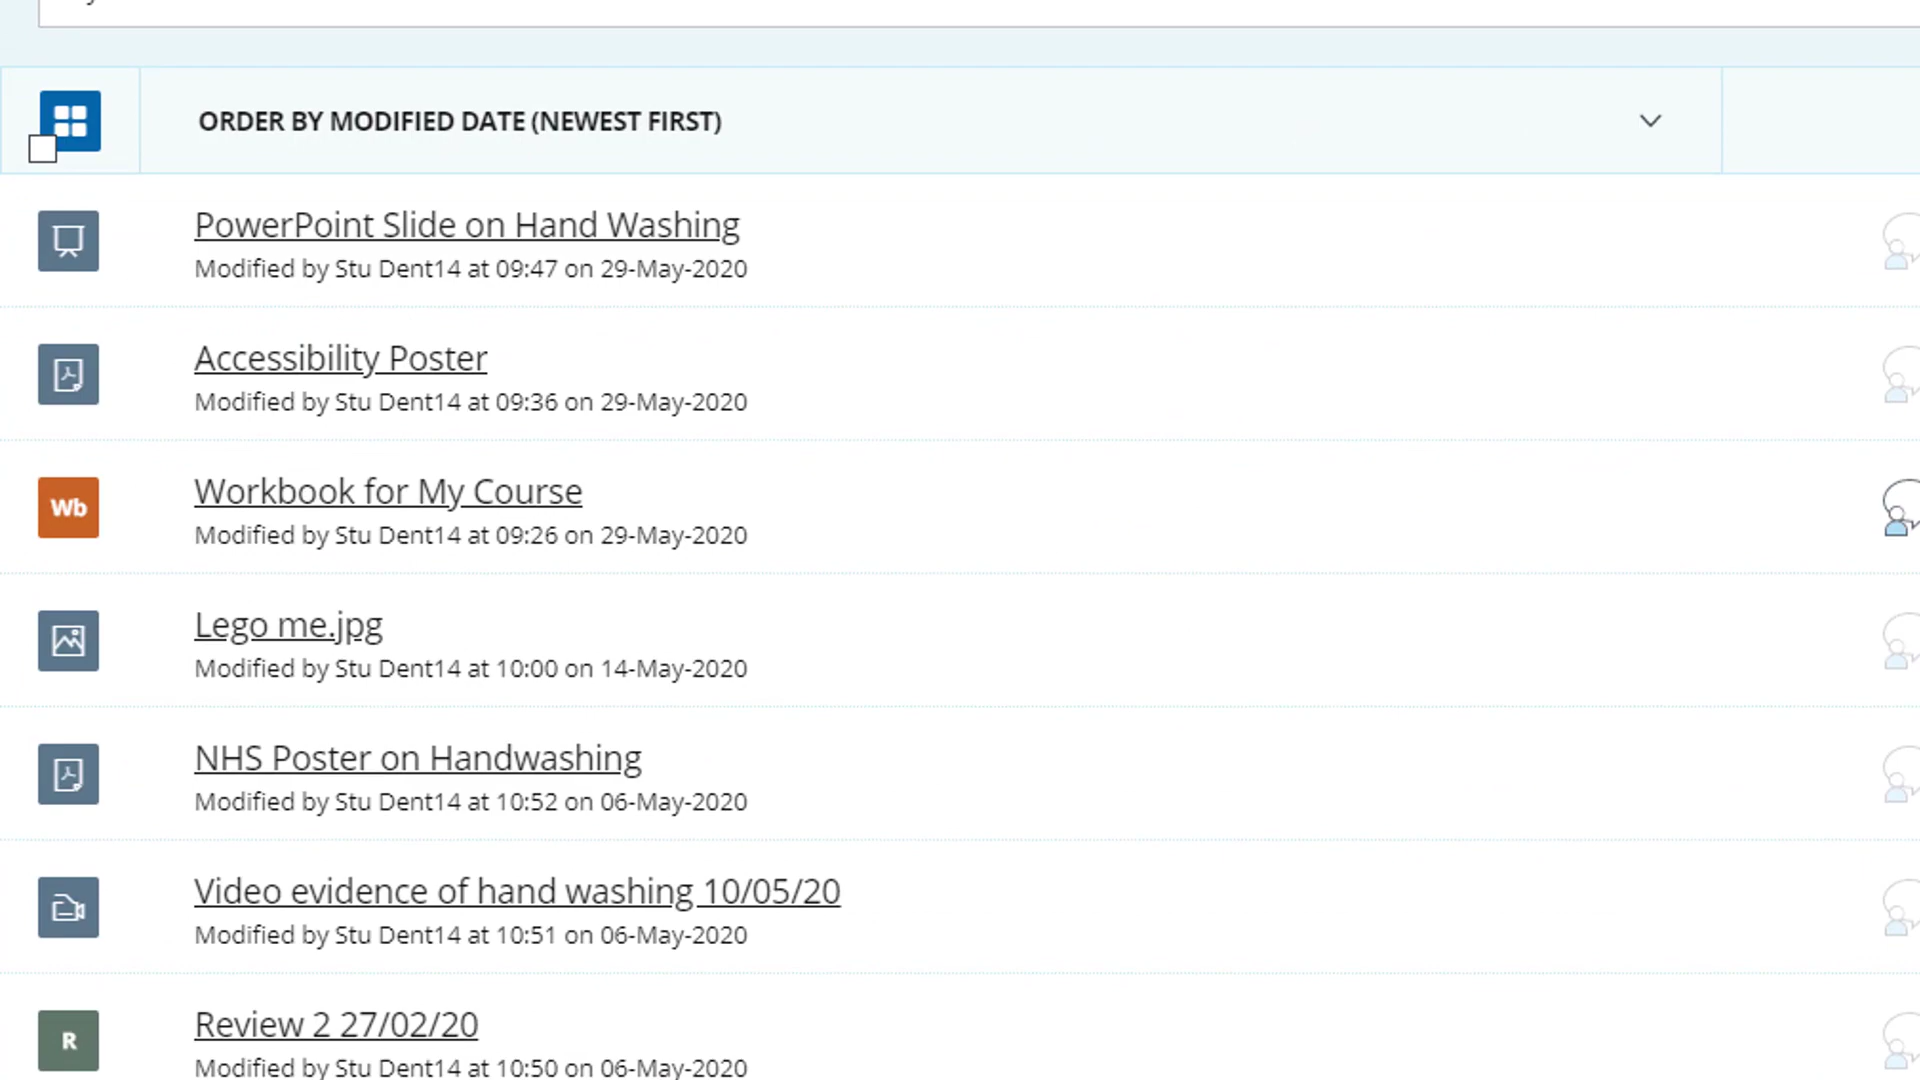 ORDER BY MODIFIED DATE (NEWEST FIRST)
PowerPoint Slide on Hand Washing
Modified by Stu Dent14 at 09:47 on 29-May-2020
Accessibility Poster
Modified by Stu Dent14 at 09:36 on 29-May-2020
Wb
Workbook for My Course
Modified by Stu Dent14 at 09:26 on 29-May-2020
Lego me.jpg
Modified by Stu Dent14 at 10:00 on 14-May-2020
NHS Poster on Handwashing
Modified by Stu Dent14 at 10:52 on 06-May-2020
Video evidence of hand washing 10/05/20
Modified by Stu Dent14 at 10:51 on 06-May-2020
R
Review 2 27/02/20
Modified by Stu Dent14 at 10:50 on 06-May-2020